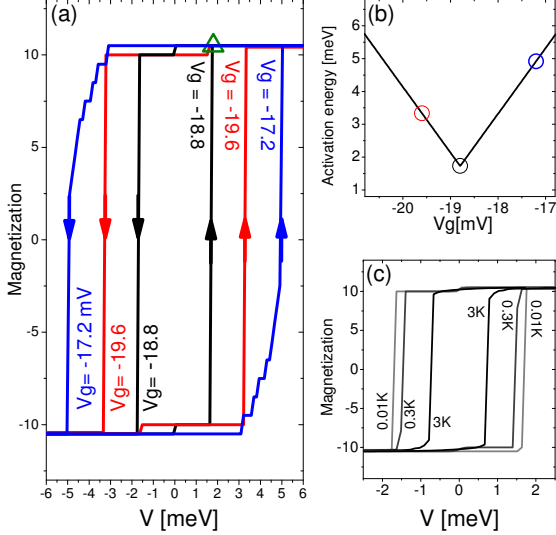 (a)
10
5
0
-5
-10
Magnetization
Vg= -18.8
Vg= -19.6
Vg=-17.2
Vg= -17.2 mV
Vg= -19.6
Vg= -18.8
-6 -5 -4 -3 -2 -1 0 1 2 3 4 5 6
V [meV]
(b)
5
4
3
2
1
Activation energy [meV]
-20 -19 -18 -17
Vg[mV]
(c)
10
5
0
-5
-10
Magnetization
3K
0.3K
0.01K
0.01K
0.3K
3K
-2 -1 0 1 2
V [meV]